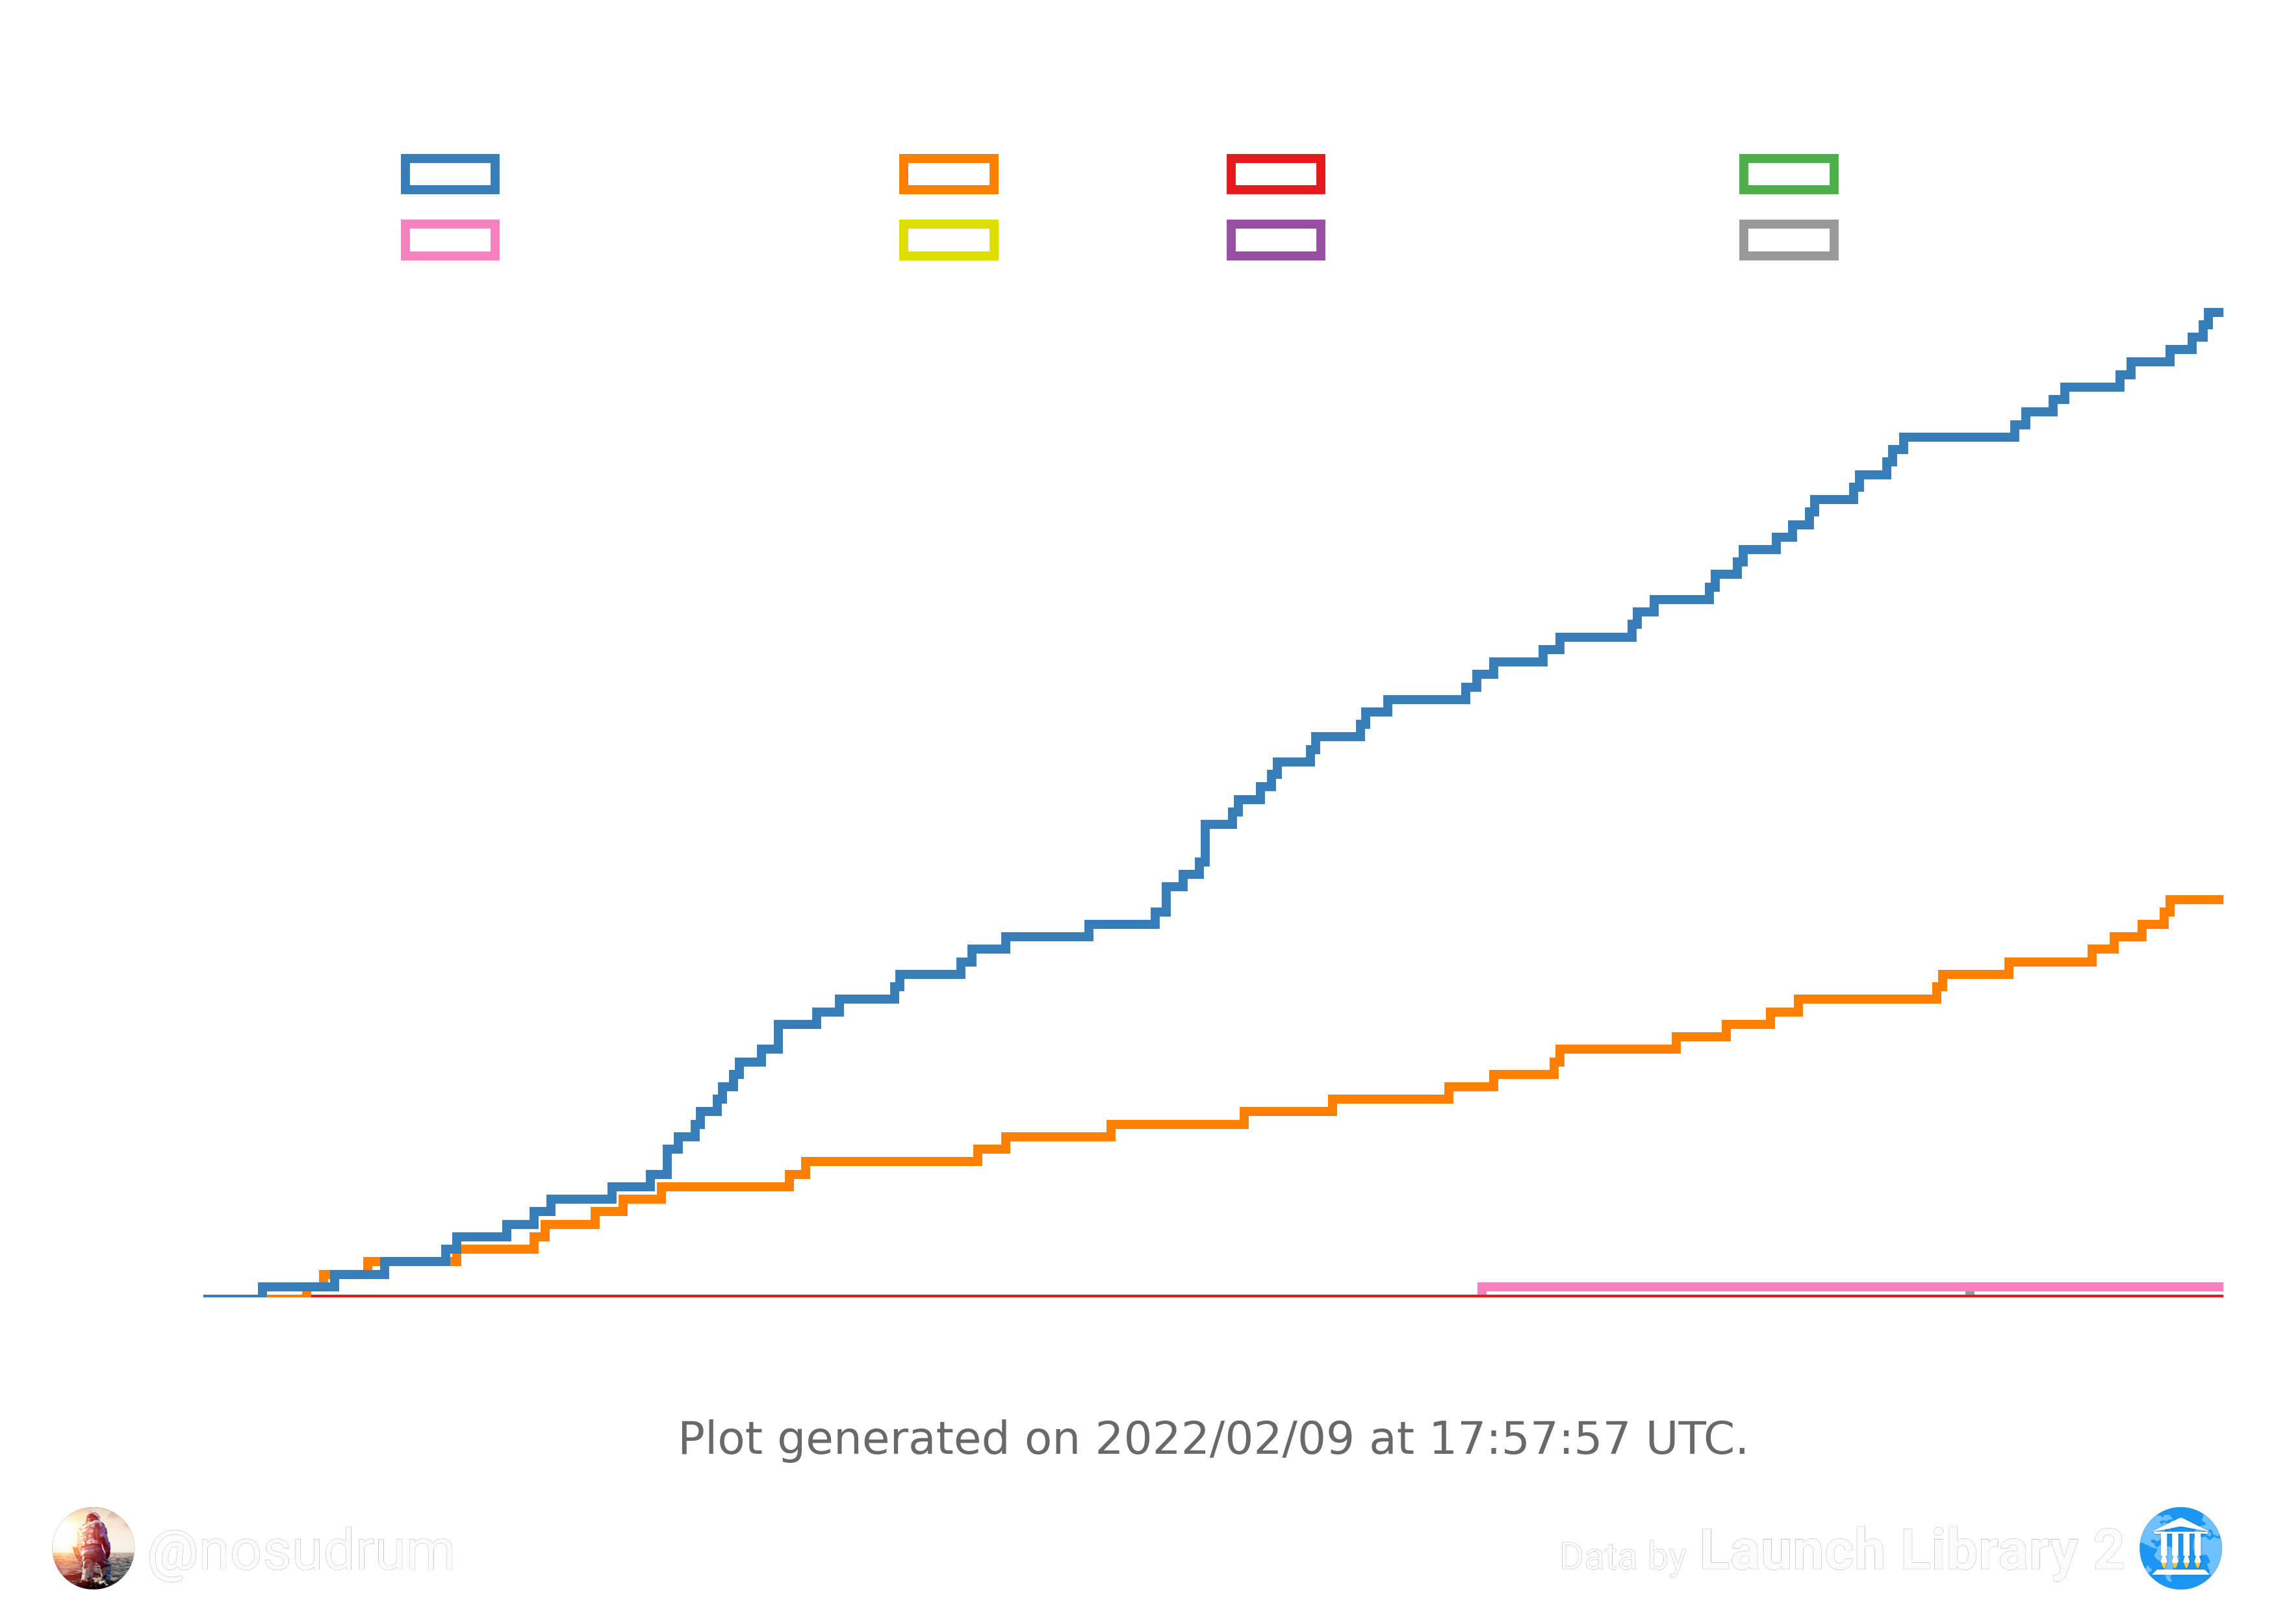 Plot generated on 2022/02/09 at 17:57:57 UTC.
@nosudrum
Data by Launch Library 2